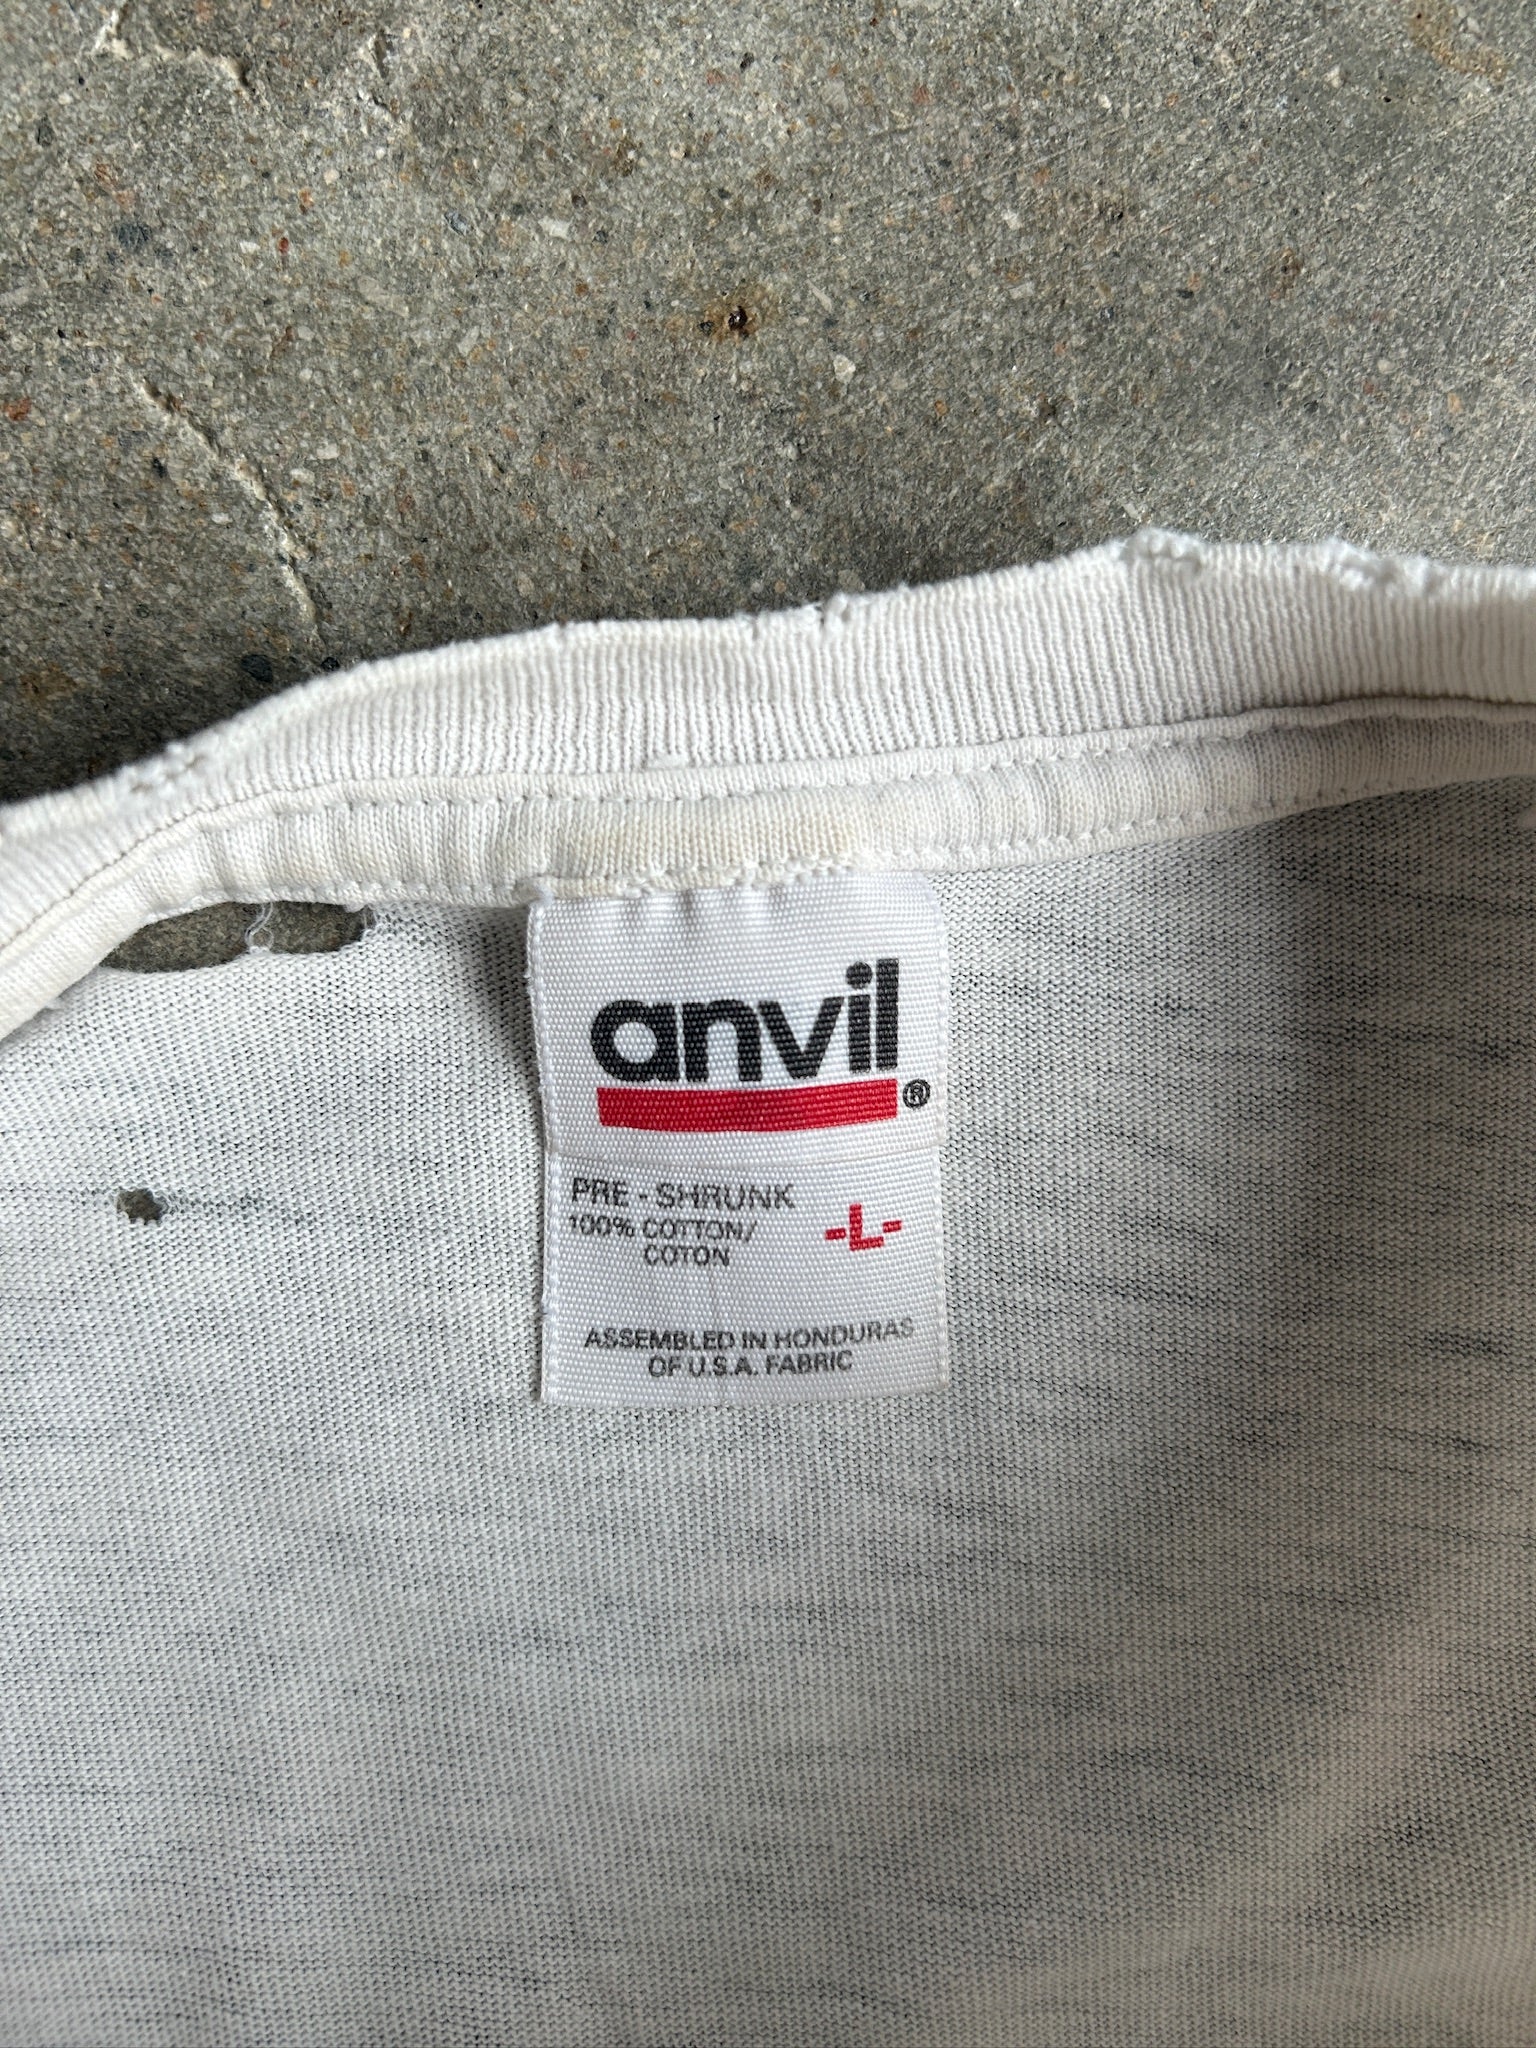 anvil®
PRE - SHRUNK
100% COTTON/
COTON
-L-
ASSEMBLED IN HONDURAS
OF U.S.A. FABRIC